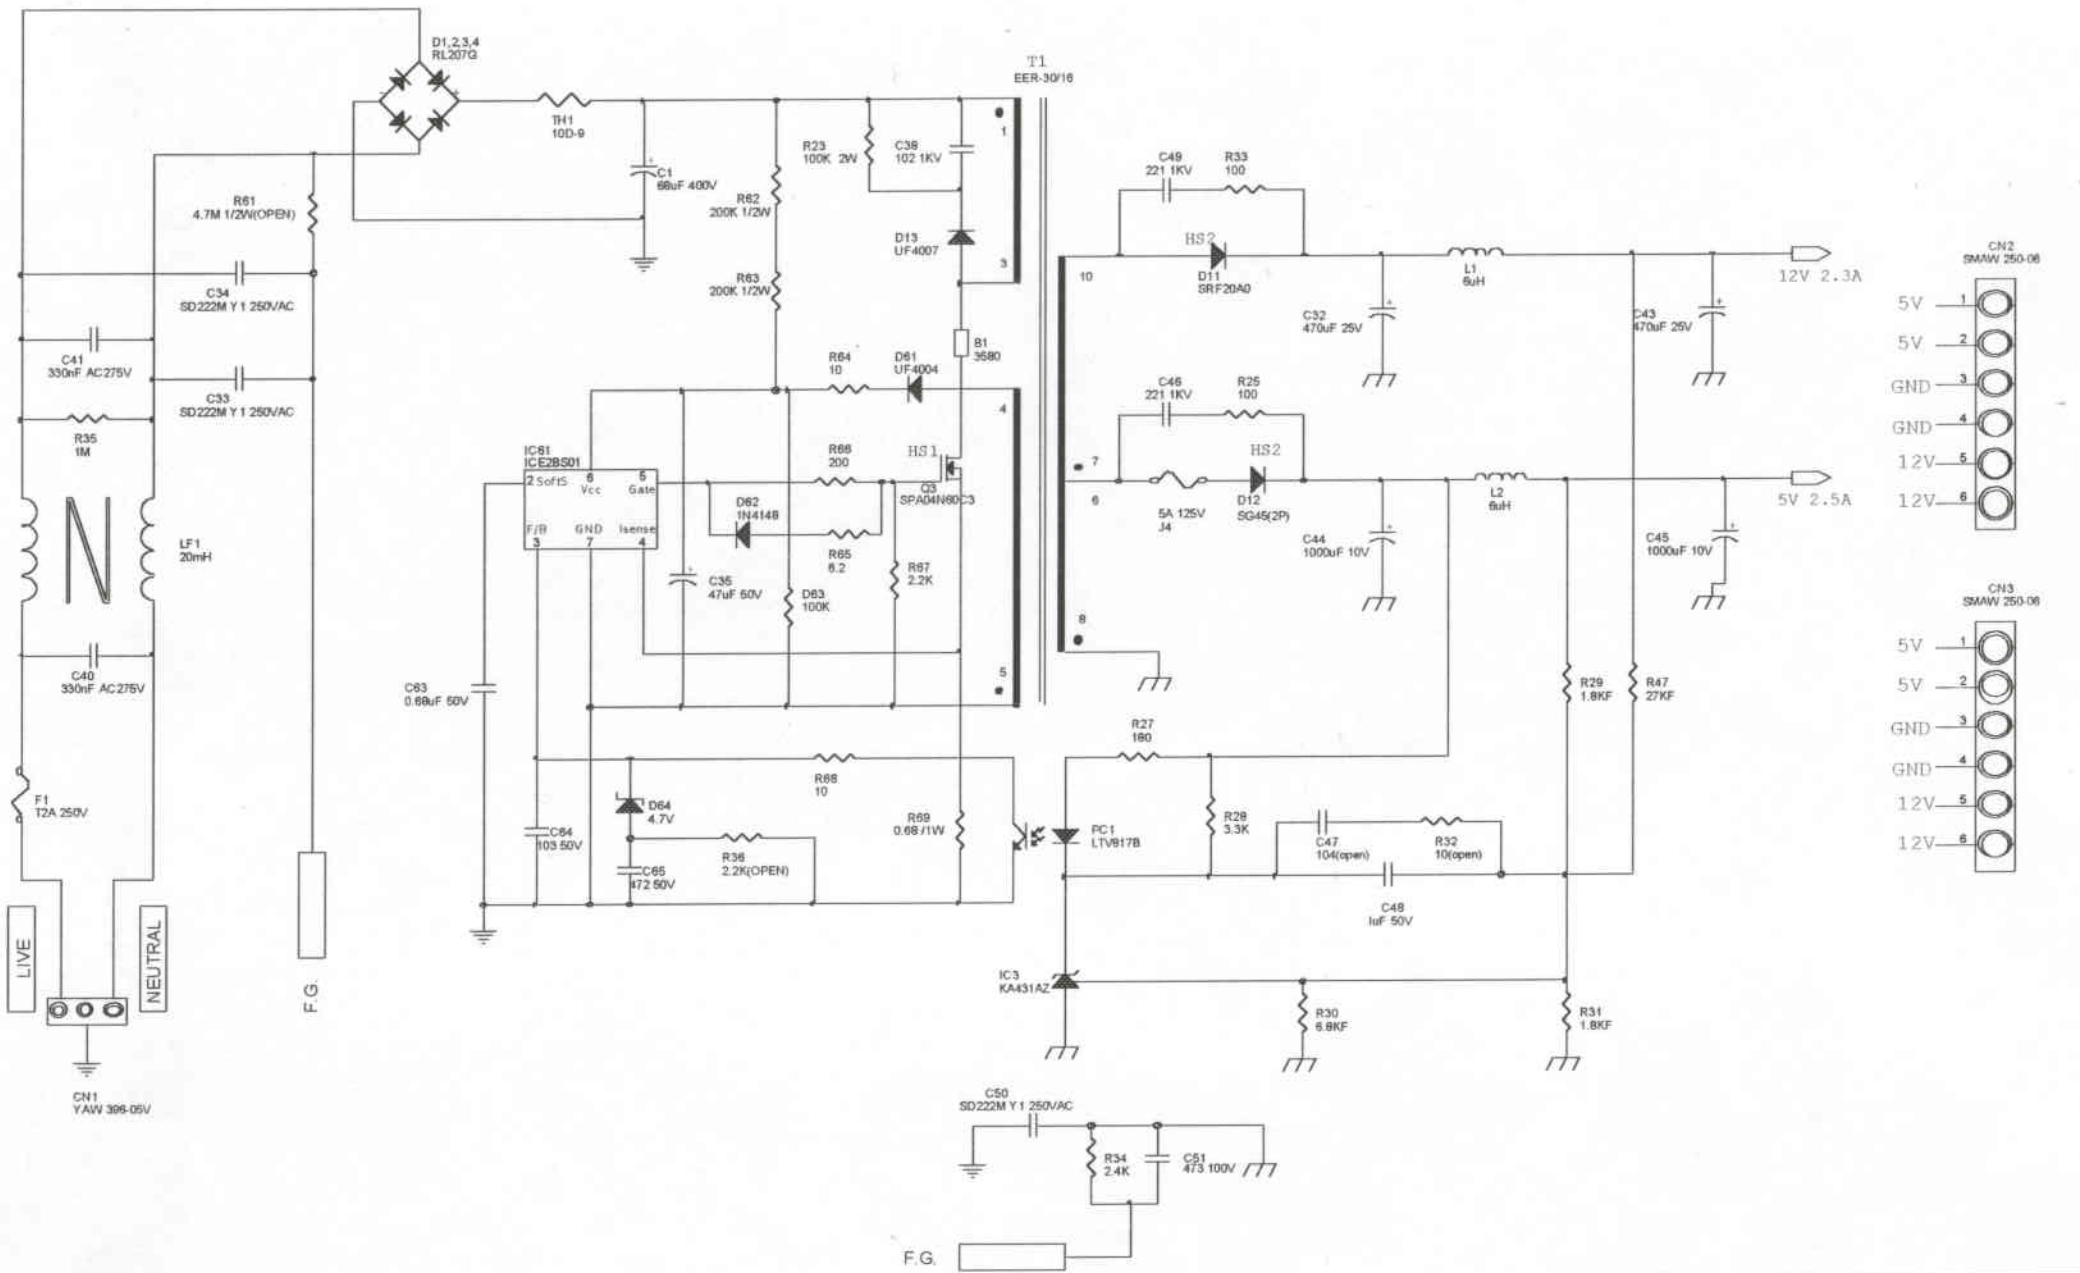 D1,2,3,4
RL207G
TH1
10D-9
C1
68uF 400V
R61
4.7M 1/2W(OPEN)
C34
SD222M Y1 250VAC
C41
330nF AC275V
C33
SD222M Y1 250VAC
R35
1M
LF1
20mH
C40
330nF AC275V
F1
T2A 250V
LIVE
NEUTRAL
F.G.
CN1
YAW 396-05V
R62
200K 1/2W
R63
200K 1/2W
R23
100K 2W
C38
102 1KV
D13
UF4007
T1
EER-30/16
1
3
B1
3580
R64
10
D61
UF4004
4
5
IC61
ICE2BS01
2 SoftS
6
Vcc
5
Gate
F/B
3
GND
7
Isense
4
R66
200
HS1
Q3
SPA04N60C3
D62
1N4148
R65
6.2
R67
2.2K
C35
47uF 50V
D63
100K
C63
0.68uF 50V
R68
10
D64
4.7V
C64
103 50V
R36
2.2K(OPEN)
C65
472 50V
R69
0.68 /1W
C49
221 1KV
R33
100
HS2
D11
SRF20A0
10
L1
6uH
12V 2.3A
C32
470uF 25V
C43
470uF 25V
C46
221 1KV
R25
100
HS2
7
6
5A 125V
J4
D12
SG45(2P)
L2
6uH
5V 2.5A
C44
1000uF 10V
C45
1000uF 10V
8
R29
1.8KF
R47
27KF
R27
180
PC1
LTV817B
R28
3.3K
C47
104(open)
R32
10(open)
C48
1uF 50V
IC3
KA431AZ
R30
6.8KF
R31
1.8KF
C50
SD222M Y1 250VAC
R34
2.4K
C51
473 100V
F.G.
CN2
SMAW 250-06
5V 1
5V 2
GND 3
GND 4
12V 5
12V 6
CN3
SMAW 250-06
5V 1
5V 2
GND 3
GND 4
12V 5
12V 6